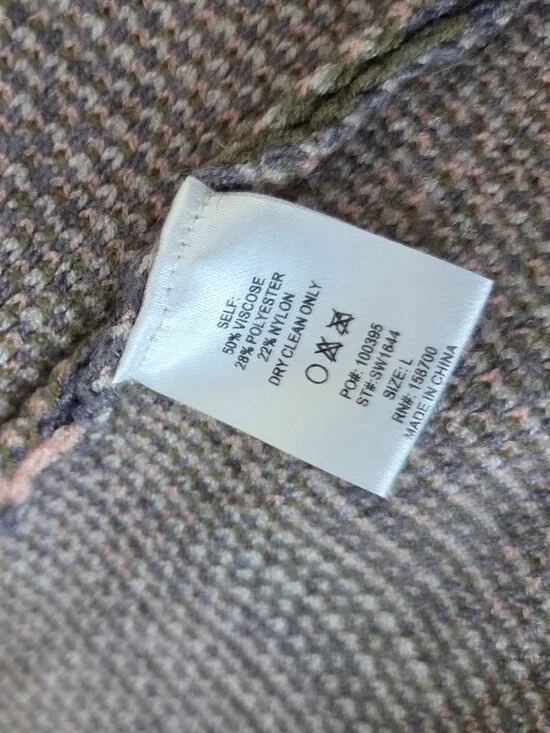 SELF:
50% VISCOSE
28% POLYESTER
22% NYLON
DRY CLEAN ONLY
PO#: 100395
ST#:SW1644
SIZE: L
RN#: 158700
MADE IN CHINA